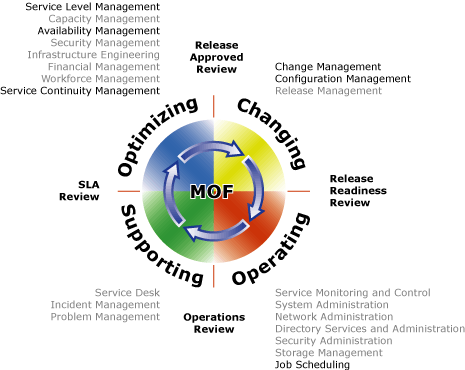 Service Level Management
Capacity Management
Availability Management
Security Management
Infrastructure Engineering
Financial Management
Workforce Management
Service Continuity Management
Release
Approved
Review
Change Management
Configuration Management
Release Management
Optimizing
Changing
MOF
SLA
Review
Release
Readiness
Review
Supporting
Operating
Service Desk
Incident Management
Problem Management
Operations
Review
Service Monitoring and Control
System Administration
Network Administration
Directory Services and Administration
Security Administration
Storage Management
Job Scheduling